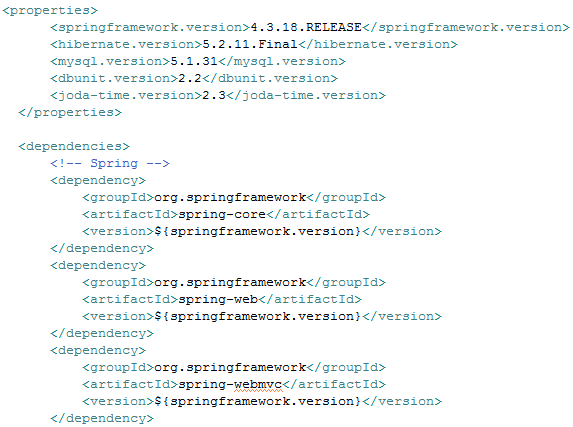 <properties>
<springframework.version>4.3.18.RELEASE</springframework.version>
<hibernate.version>5.2.11.Final</hibernate.version>
<mysql.version>5.1.31</mysql.version>
<dbunit.version>2.2</dbunit.version>
<joda-time.version>2.3</joda-time.version>
</properties>
<dependencies>
<!-- Spring -->
<dependency>
<groupId>org.springframework</groupId>
<artifactId>spring-core</artifactId>
<version>${springframework.version}</version>
</dependency>
<dependency>
<groupId>org.springframework</groupId>
<artifactId>spring-web</artifactId>
<version>${springframework.version}</version>
</dependency>
<dependency>
<groupId>org.springframework</groupId>
<artifactId>spring-webmvc</artifactId>
<version>${springframework.version}</version>
</dependency>